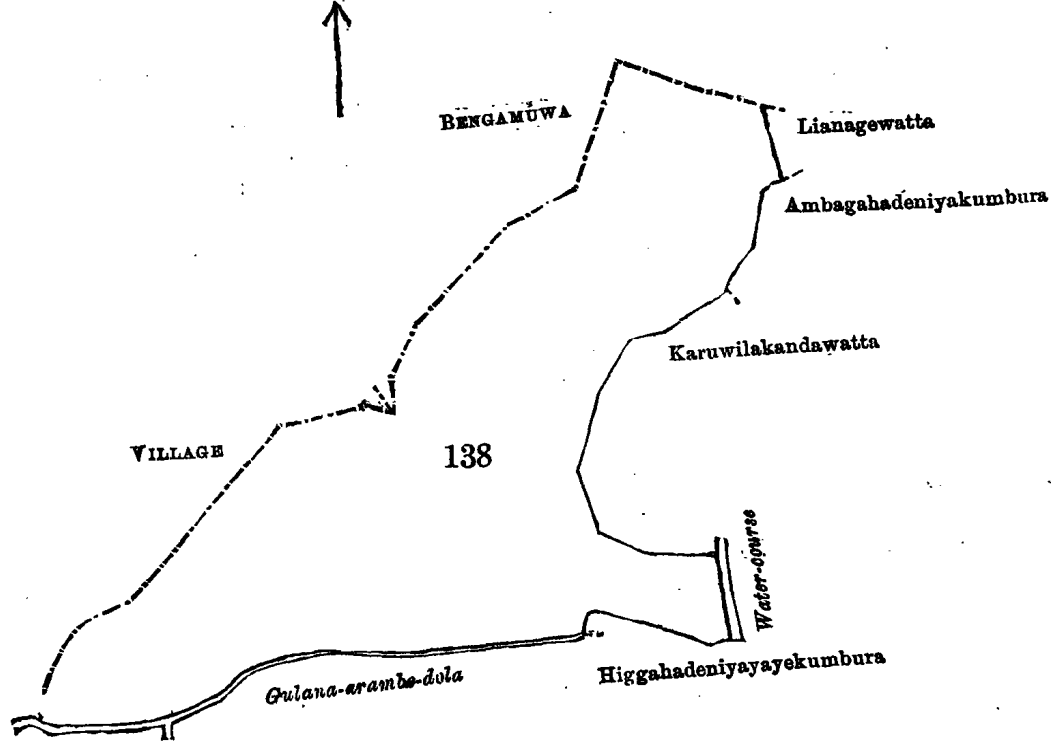 BENGAMUWA
Lianagewatta
Ambagahadeniyakumbura
Karuwilakandawatta
VILLAGE
138
Water-course
Higgahadeniyayayekumbura
Gulana-arambe-dola